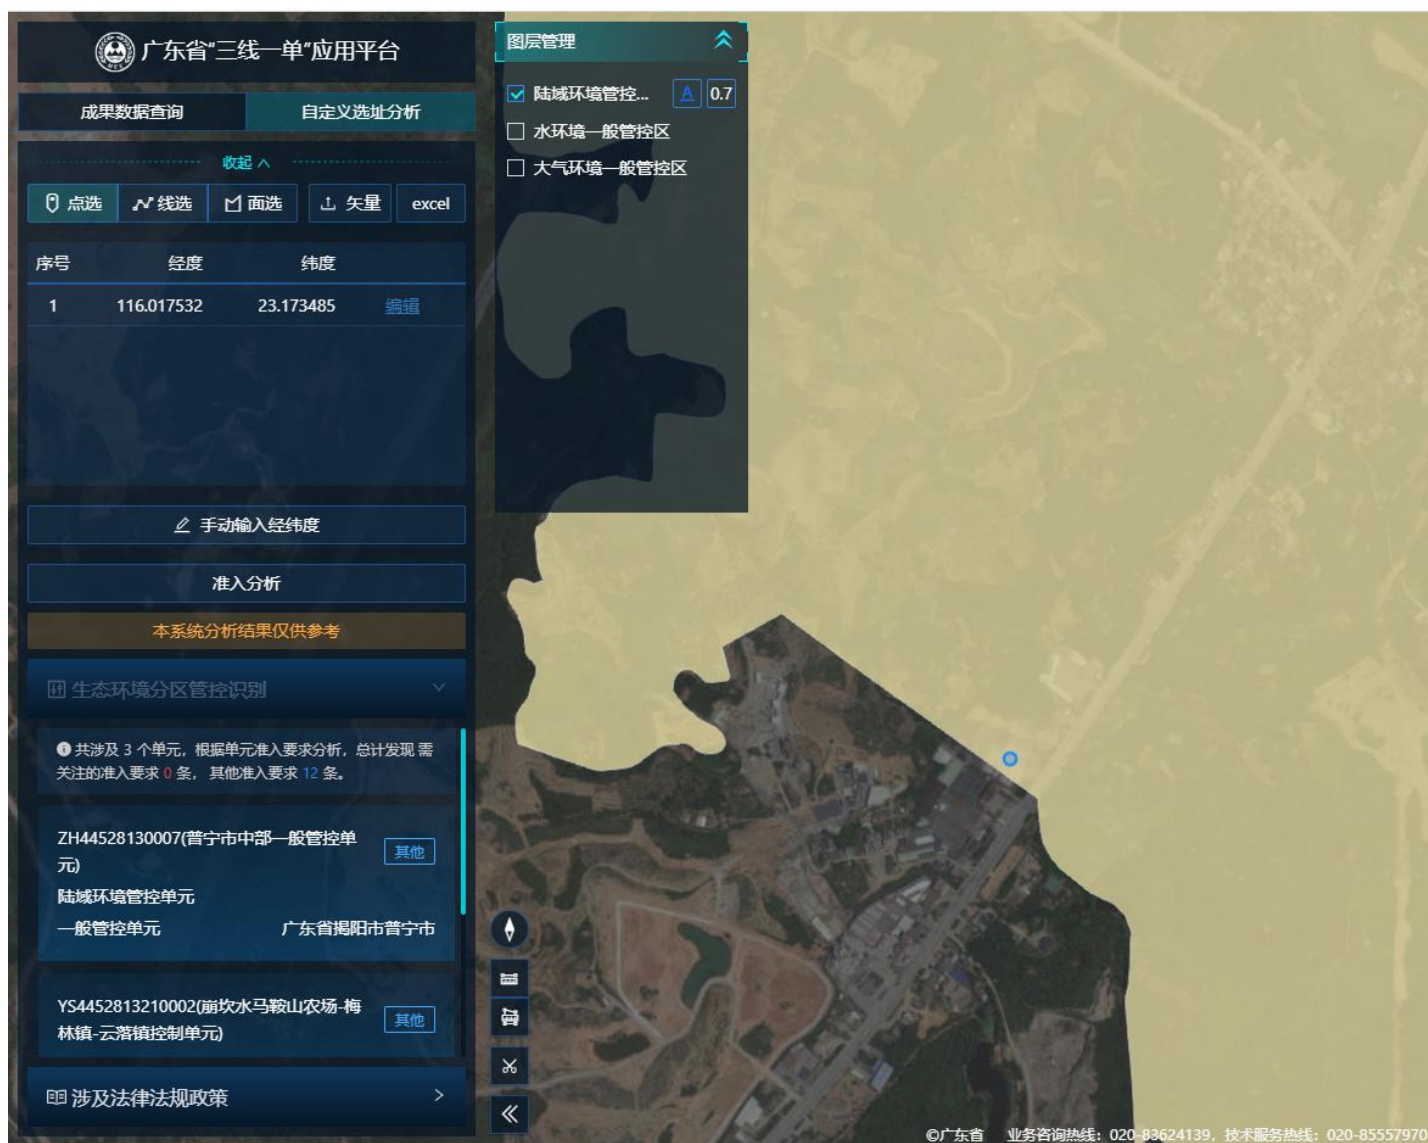 广东省“三线一单”应用平台
成果数据查询 自定义选址分析
收起
点选 线选 面选 矢量 excel
序号 经度 纬度
1 116.017532 23.173485 编辑
手动输入经纬度
准入分析
本系统分析结果仅供参考
生态环境分区管控识别
共涉及 3 个单元，根据单元准入要求分析，总计发现 需
关注的准入要求 0 条， 其他准入要求 12 条。
ZH44528130007(普宁市中部一般管控单
元)
其他
陆域环境管控单元
一般管控单元 广东省揭阳市普宁市
YS4452813210002(崩坎水马鞍山农场-梅
林镇-云落镇控制单元)
其他
涉及法律法规政策
图层管理
陆域环境管控... A 0.7
水环境一般管控区
大气环境一般管控区
©广东省 业务咨询热线：020-83624139，技术服务热线：020-85557970